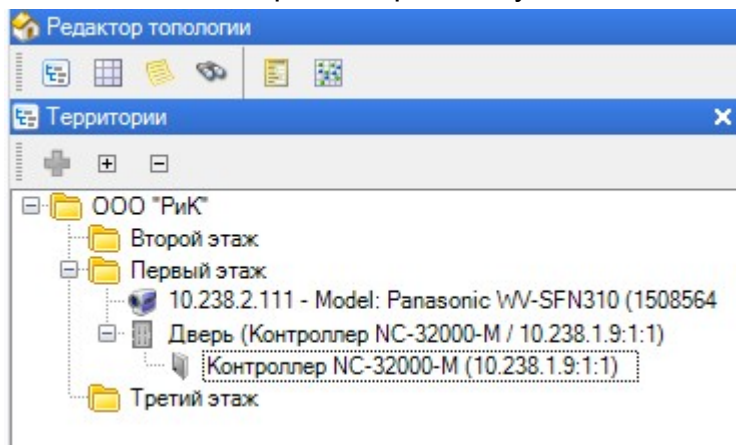 Редактор топологии
Территории
ООО "РиК"
Второй этаж
Первый этаж
10.238.2.111 - Model: Panasonic WV-SFN310 (1508564
Дверь (Контроллер NC-32000-M / 10.238.1.9:1:1)
Контроллер NC-32000-M (10.238.1.9:1:1)
Третий этаж